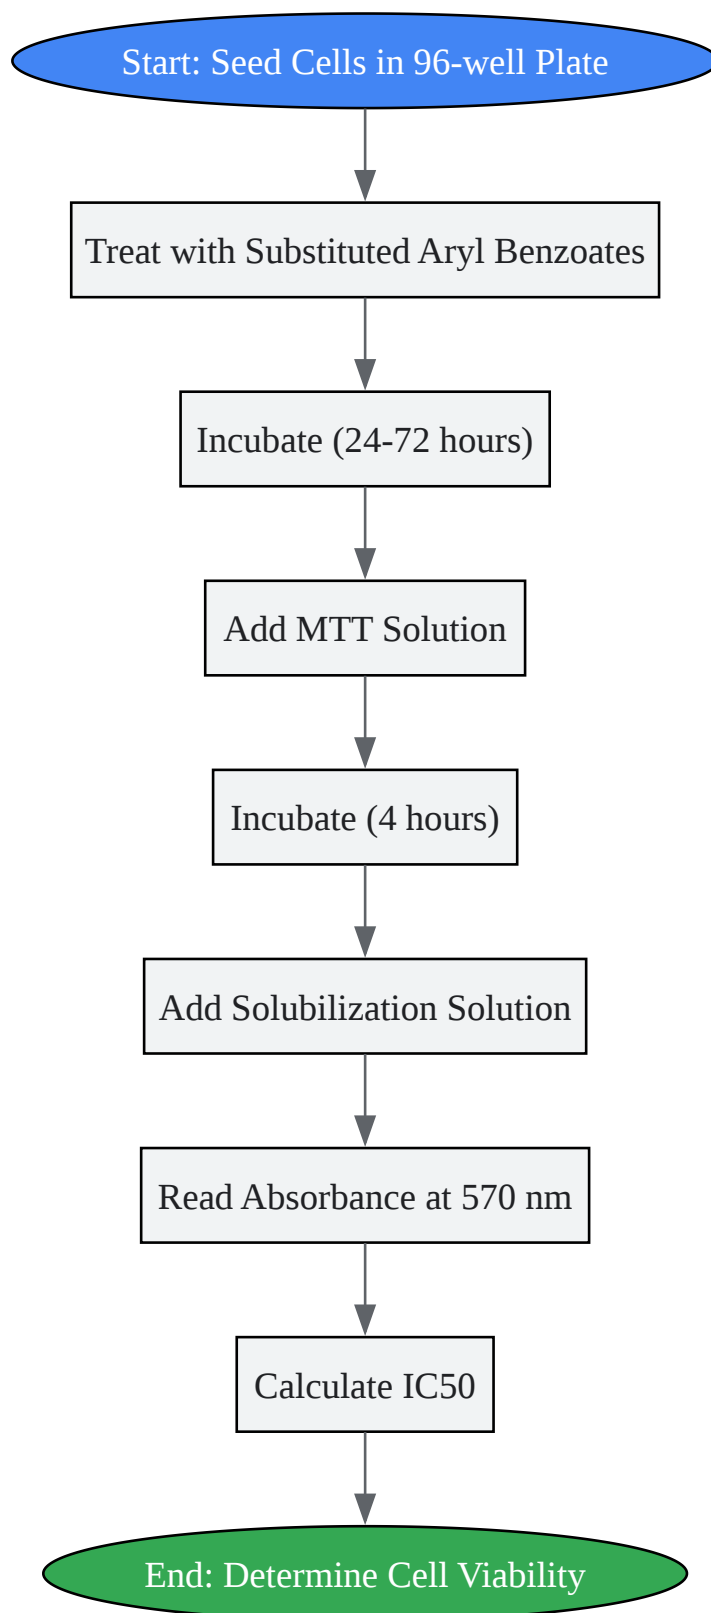 Start: Seed Cells in 96-well Plate
Treat with Substituted Aryl Benzoates
Incubate (24-72 hours)
Add MTT Solution
Incubate (4 hours)
Add Solubilization Solution
Read Absorbance at 570 nm
Calculate IC50
End: Determine Cell Viability